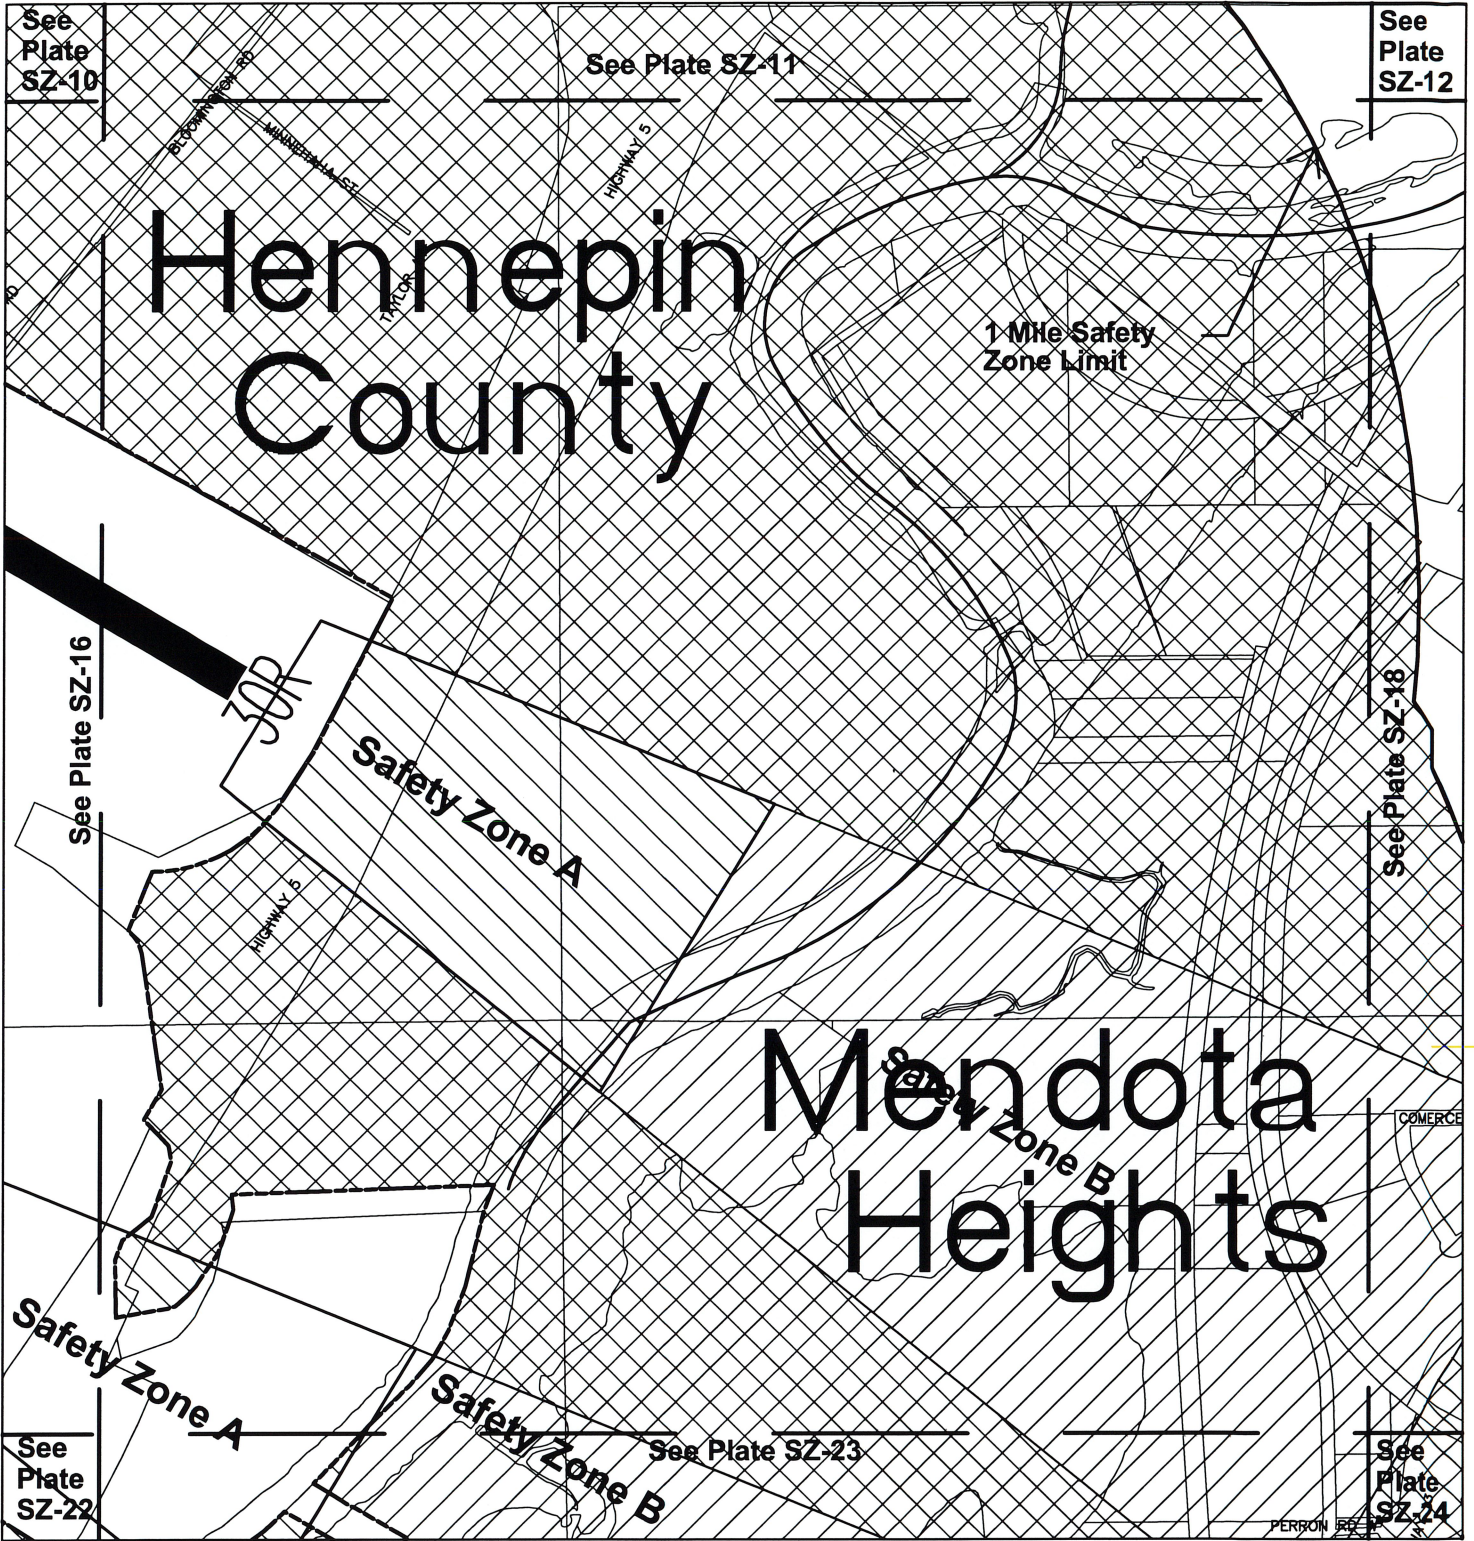 See
Plate
SZ-10
See Plate SZ-11
See
Plate
SZ-12
BLOOMINGTON RD
MINNEHAHA ST
HIGHWAY 5
Hennepin
County
TAYLOR
RD
1 Mile Safety
Zone Limit
See Plate SZ-16
30R
Safety Zone A
See Plate SZ-18
HIGHWAY 5
Mendota
Heights
Safety Zone B
COMERCE
Safety Zone A
Safety Zone B
See
Plate
SZ-22
See Plate SZ-23
See
Plate
SZ-24
PERRON RD